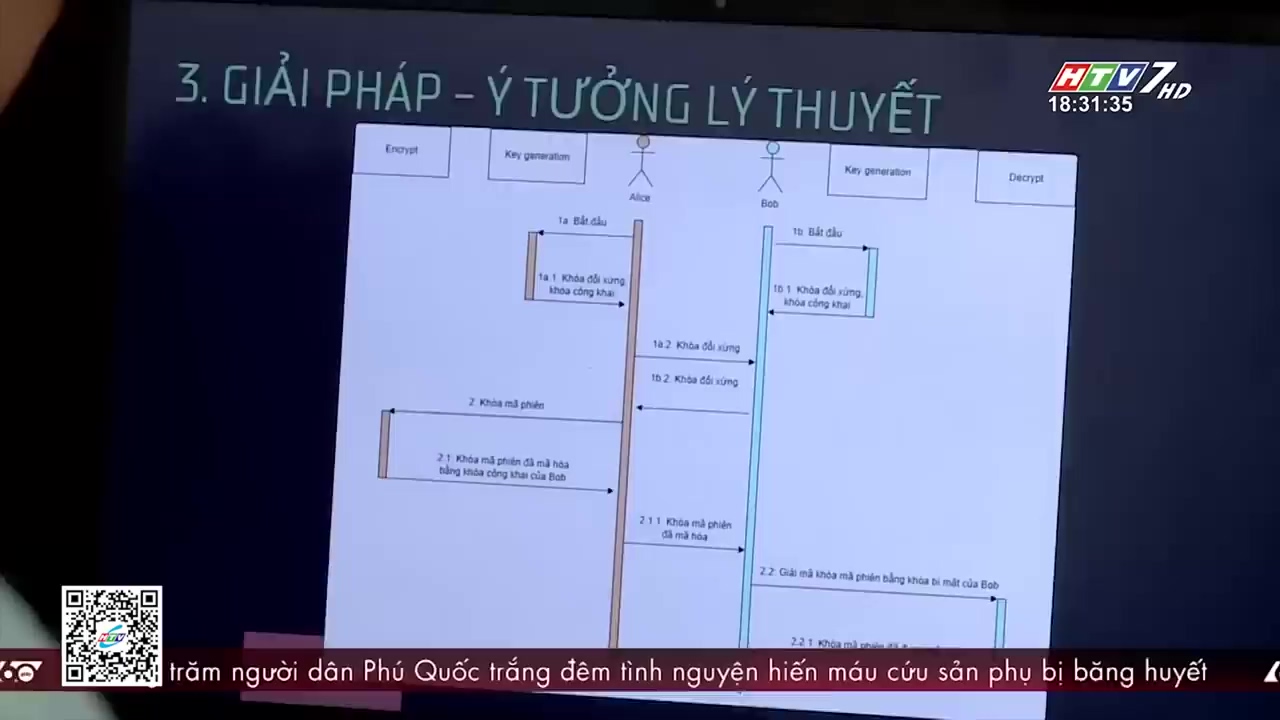 3. GIẢI PHÁP – Ý TƯỞNG LÝ THUYẾT
HTV7 HD
18:31:35
Encrypt
Key generation
Alice
Bob
Key generation
Decrypt
1a. Bắt đầu
1b. Bắt đầu
1a.1. Khóa đối xứng,
khóa công khai
1b.1. Khóa đối xứng,
khóa công khai
1a.2. Khóa đối xứng
1b.2. Khóa đối xứng
2. Khóa mã phiên
2.1. Khóa mã phiên đã mã hóa
bằng khóa công khai của Bob
2.1.1. Khóa mã phiên
đã mã hóa
2.2. Giải mã khóa mã phiên bằng khóa bí mật của Bob
2.2.1. Khóa mã phiên đã
HTV
60 giây
trăm người dân Phú Quốc trắng đêm tình nguyện hiến máu cứu sản phụ bị băng huyết